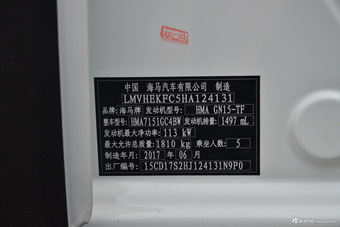 中国 海马汽车有限公司 制造
LMVHEKFC5HA124131
品牌:海马牌 发动机型号: HMA GN15-TF
整车型号:HMA7151GC4BW 发动机排量: 1497 mL
发动机最大净功率: 113 kW
最大允许总质量: 1810 kg 乘坐人数: 5
制造年月: 2017 年 06 月
出厂编号: 15CD17S2HJ124131N9P0